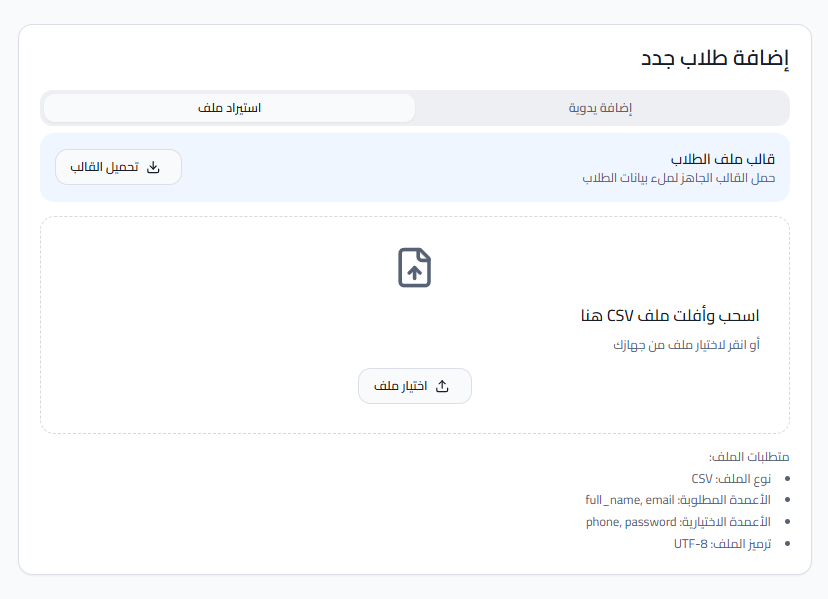 إضافة طلاب جدد
إضافة يدوية
استيراد ملف
قالب ملف الطلاب
حمل القالب الجاهز لملء بيانات الطلاب
تحميل القالب
اسحب وأفلت ملف CSV هنا
أو انقر لاختيار ملف من جهازك
اختيار ملف
متطلبات الملف:
• نوع الملف: CSV
• الأعمدة المطلوبة: full_name, email
• الأعمدة الاختيارية: phone, password
• ترميز الملف: UTF-8